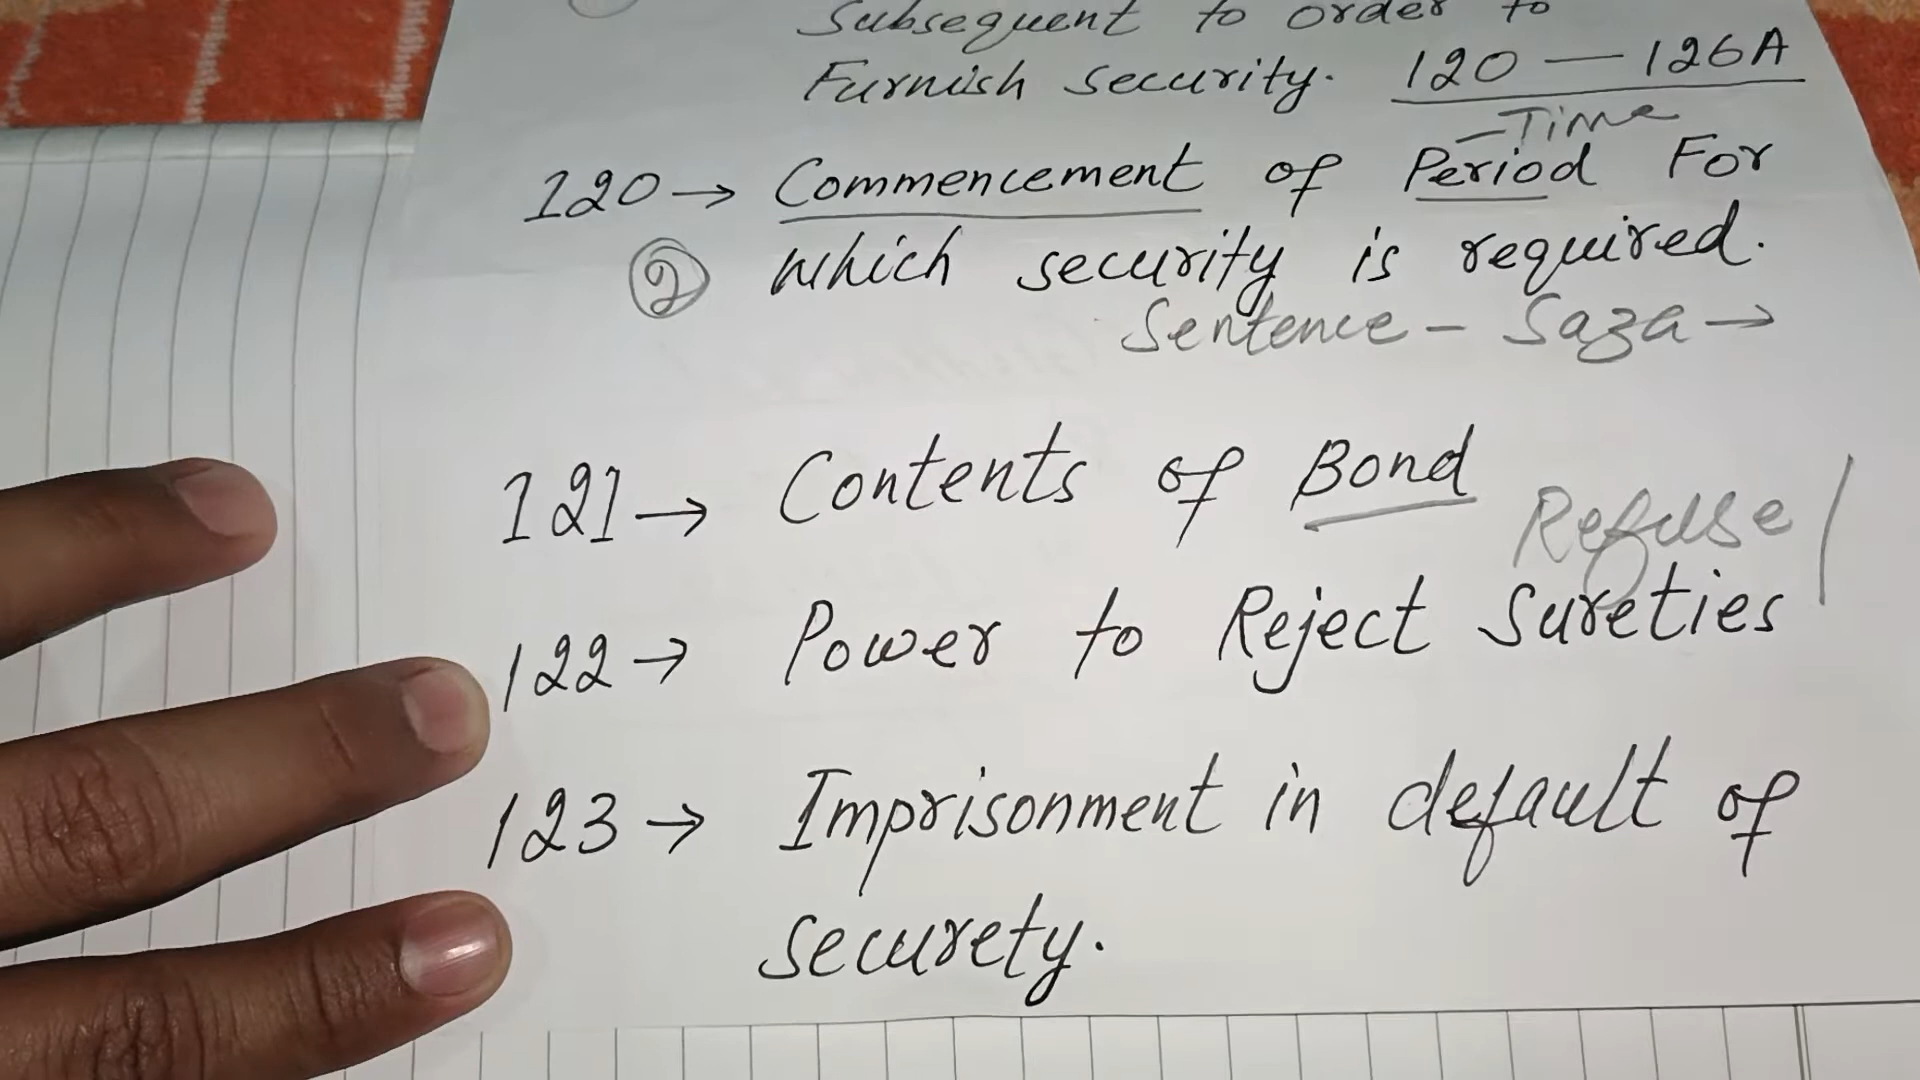 Subsequent to order to
Furnish security. 120 — 126A
- Time
120 → Commencement of Period For
② which security is required.
Sentence - Saza →
121 → Contents of Bond
Refuse
122 → Power to Reject Sureties
123 → Imprisonment in default of
securety.